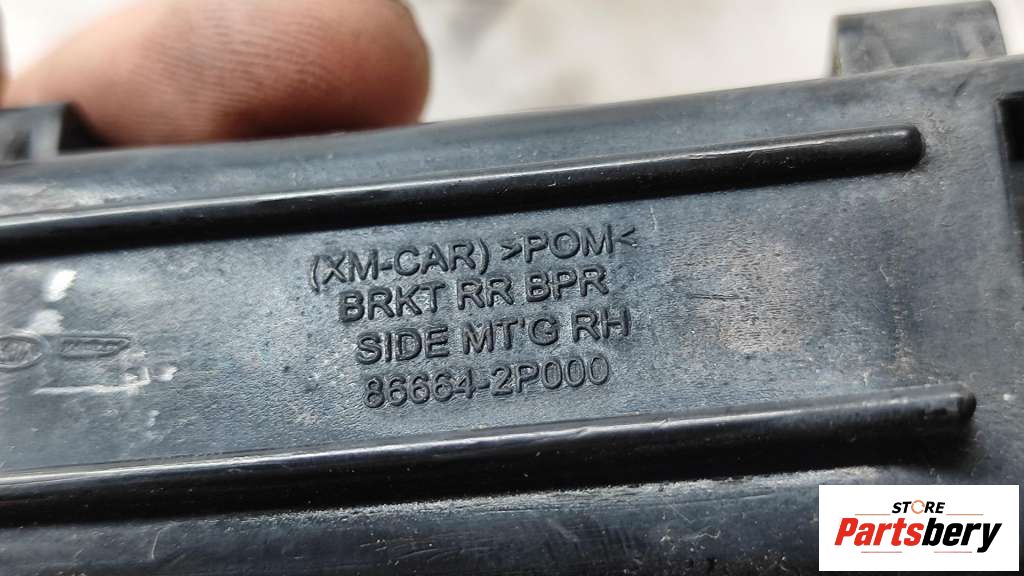 (XM-CAR) >POM<
BRKT RR BPR
SIDE MT'G RH
86664-2P000
STORE
Partsbery